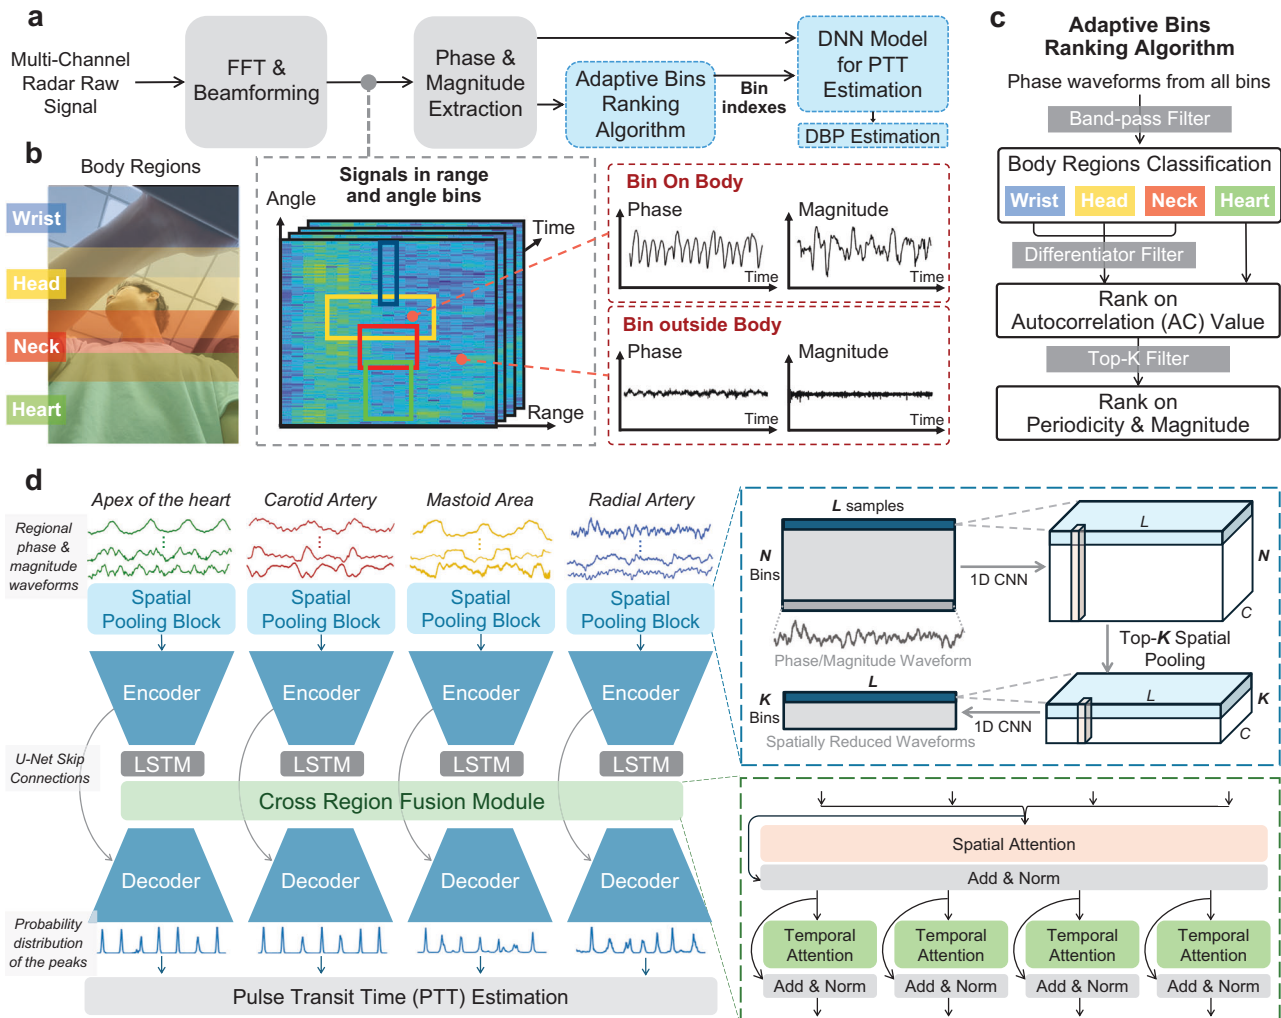 a
Multi-Channel
Radar Raw
Signal
FFT &
Beamforming
Phase &
Magnitude
Extraction
Adaptive Bins
Ranking
Algorithm
Bin
indexes
DNN Model
for PTT
Estimation
DBP Estimation
b
Body Regions
Wrist
Head
Neck
Heart
Signals in range
and angle bins
Angle
Time
Range
Bin On Body
Phase
Time
Magnitude
Time
Bin outside Body
Phase
Time
Magnitude
Time
c
Adaptive Bins
Ranking Algorithm
Phase waveforms from all bins
Band-pass Filter
Body Regions Classification
Wrist
Head
Neck
Heart
Differentiator Filter
Rank on
Autocorrelation (AC) Value
Top-K Filter
Rank on
Periodicity & Magnitude
d
Regional
phase &
magnitude
waveforms
Apex of the heart
Carotid Artery
Mastoid Area
Radial Artery
Spatial
Pooling Block
Spatial
Pooling Block
Spatial
Pooling Block
Spatial
Pooling Block
Encoder
Encoder
Encoder
Encoder
U-Net Skip
Connections
LSTM
LSTM
LSTM
LSTM
Cross Region Fusion Module
Decoder
Decoder
Decoder
Decoder
Probability
distribution
of the peaks
Pulse Transit Time (PTT) Estimation
L samples
N
Bins
1D CNN
L
N
C
Phase/Magnitude Waveform
Top-K Spatial
Pooling
L
K
Bins
1D CNN
L
K
C
Spatially Reduced Waveforms
Spatial Attention
Add & Norm
Temporal
Attention
Temporal
Attention
Temporal
Attention
Temporal
Attention
Add & Norm
Add & Norm
Add & Norm
Add & Norm